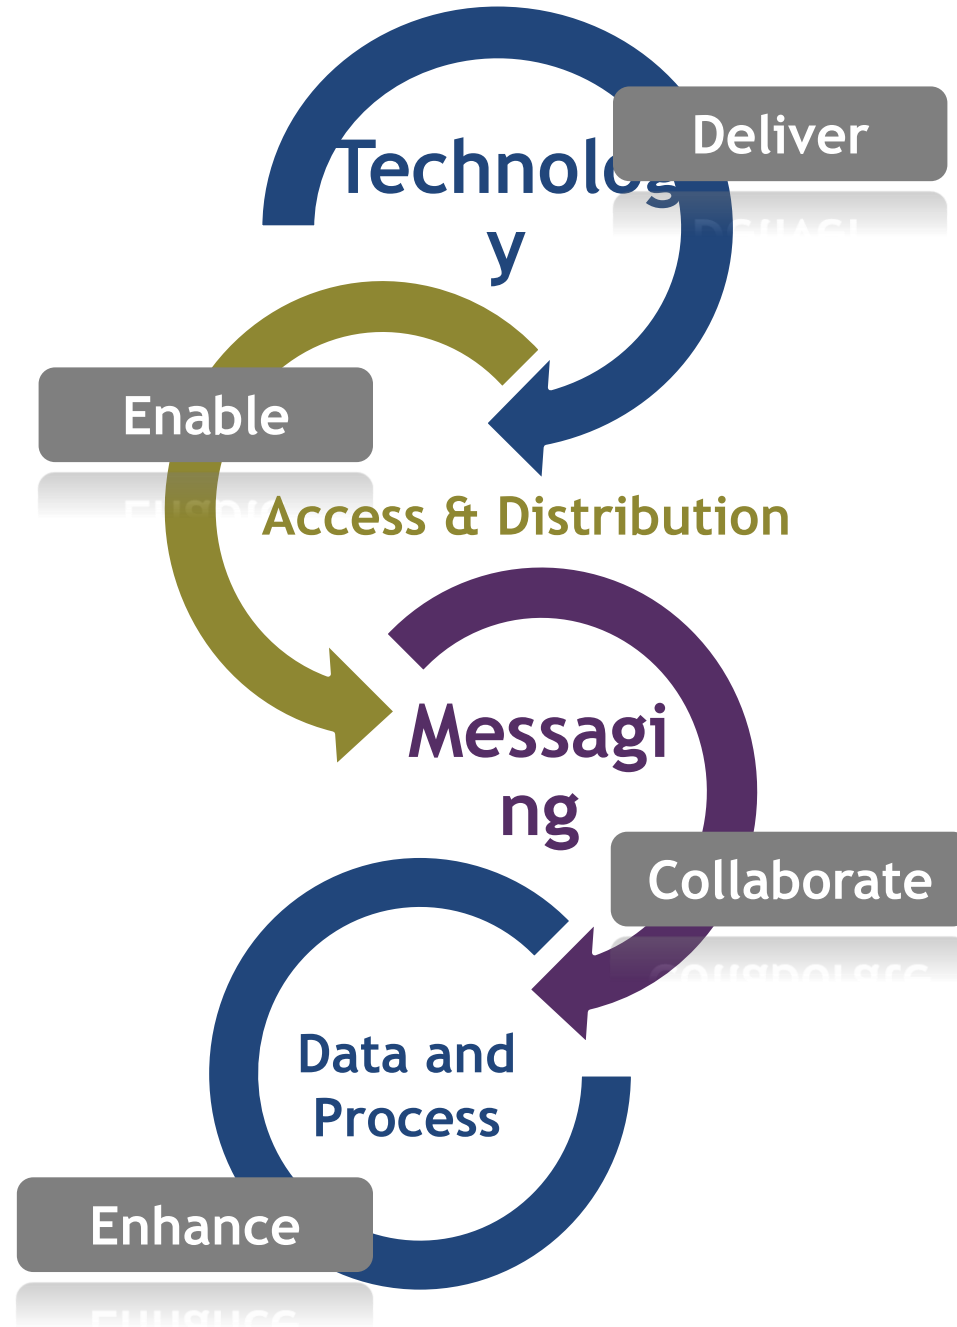 Deliver
Technolog
y
Enable
Access & Distribution
Messagi
ng
Collaborate
Data and
Process
Enhance